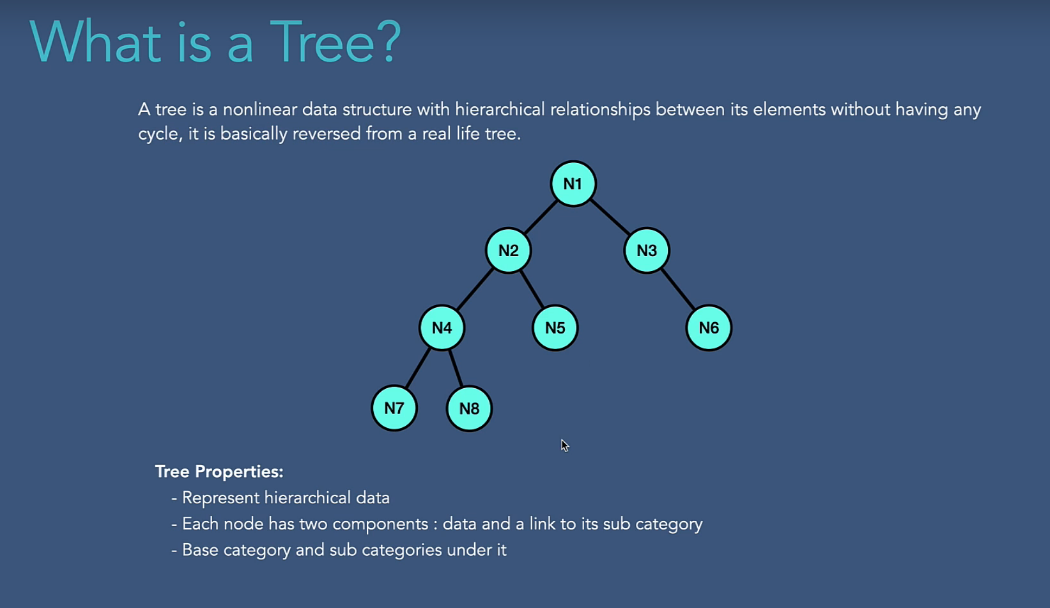 What is a Tree?
A tree is a nonlinear data structure with hierarchical relationships between its elements without having any
cycle, it is basically reversed from a real life tree.
N1
N2
N3
N4
N5
N6
N7
N8
Tree Properties:
- Represent hierarchical data
- Each node has two components : data and a link to its sub category
- Base category and sub categories under it